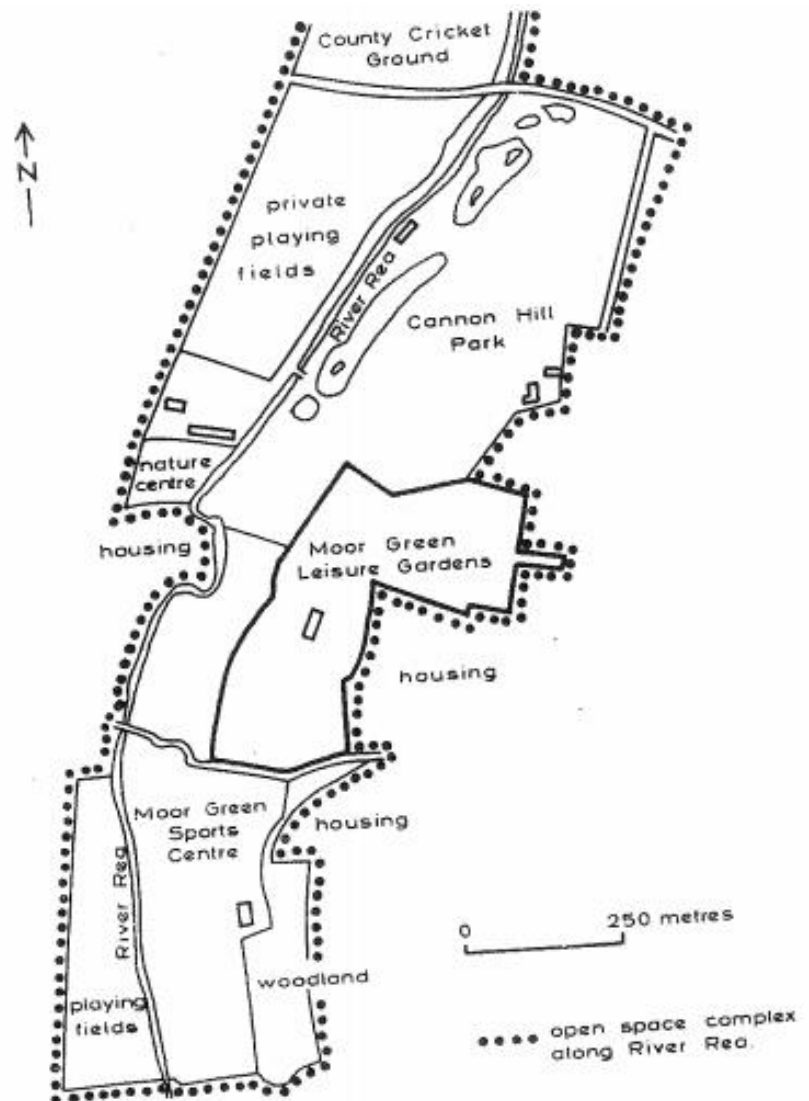 County Cricket
Ground
N
private
playing
fields
River Rea
Cannon Hill
Park
nature
centre
housing
Moor Green
Leisure Gardens
housing
Moor Green
Sports
Centre
housing
River Rea
0 250 metres
woodland
playing
fields
open space complex
along River Rea.